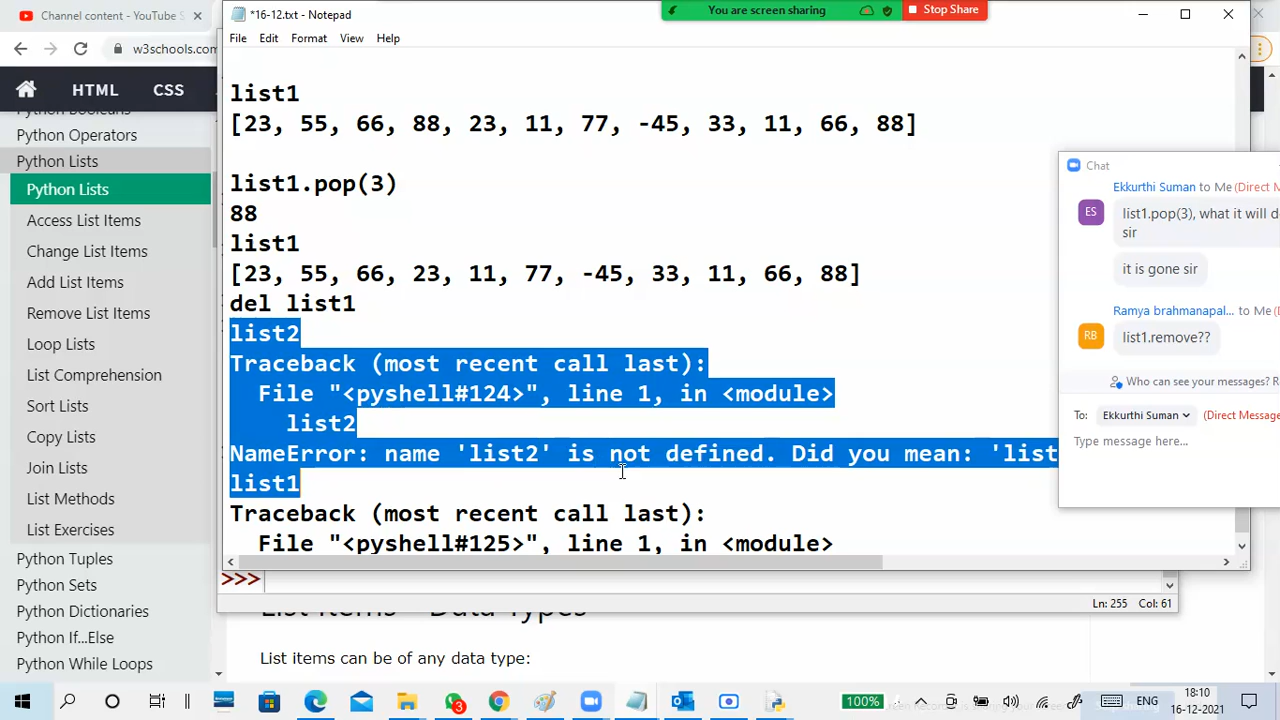 Channel content - YouTube S
*16-12.txt - Notepad
You are screen sharing
Stop Share
w3schools.com
File Edit Format View Help
HTML CSS
Python Operators
Python Lists
Python Lists
Access List Items
Change List Items
Add List Items
Remove List Items
Loop Lists
List Comprehension
Sort Lists
Copy Lists
Join Lists
List Methods
List Exercises
Python Tuples
Python Sets
Python Dictionaries
Python If...Else
Python While Loops
list1
[23, 55, 66, 88, 23, 11, 77, -45, 33, 11, 66, 88]
list1.pop(3)
88
list1
[23, 55, 66, 23, 11, 77, -45, 33, 11, 66, 88]
del list1
list2
Traceback (most recent call last):
File "<pyshell#124>", line 1, in <module>
list2
NameError: name 'list2' is not defined. Did you mean: 'list
list1
Traceback (most recent call last):
File "<pyshell#125>", line 1, in <module>
>>>
Ln: 255 Col: 61
List items can be of any data type:
Chat
Ekkurthi Suman to Me (Direct M
ES
list1.pop(3), what it will d
sir
it is gone sir
Ramya brahmanapal... to Me (D
RB
list1.remove??
Who can see your messages? R
To: Ekkurthi Suman (Direct Message
Type message here...
3
100%
ENG
18:10
16-12-2021